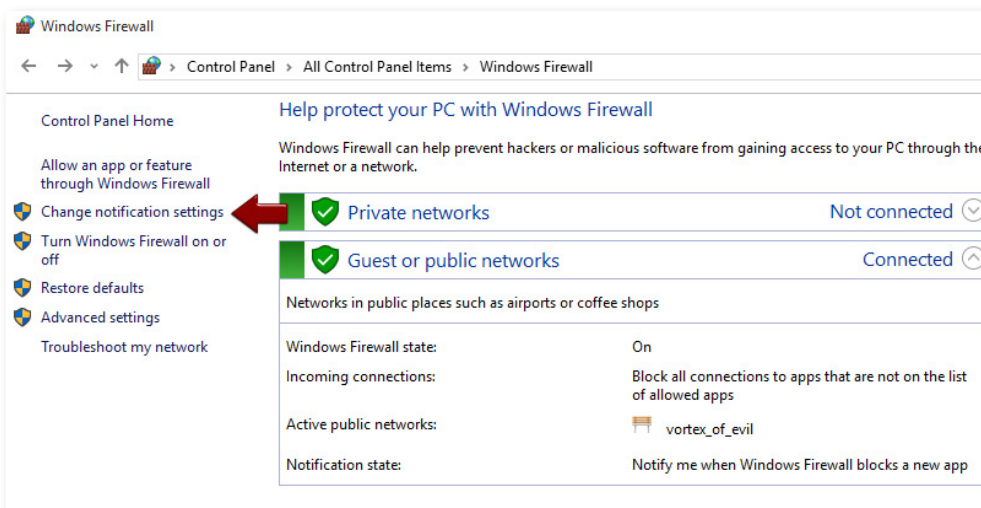 Windows Firewall
Control Panel > All Control Panel Items > Windows Firewall
Control Panel Home
Allow an app or feature
through Windows Firewall
Change notification settings
Turn Windows Firewall on or
off
Restore defaults
Advanced settings
Troubleshoot my network
Help protect your PC with Windows Firewall
Windows Firewall can help prevent hackers or malicious software from gaining access to your PC through the
Internet or a network.
Private networks Not connected
Guest or public networks Connected
Networks in public places such as airports or coffee shops
Windows Firewall state: On
Incoming connections: Block all connections to apps that are not on the list
of allowed apps
Active public networks: vortex_of_evil
Notification state: Notify me when Windows Firewall blocks a new app